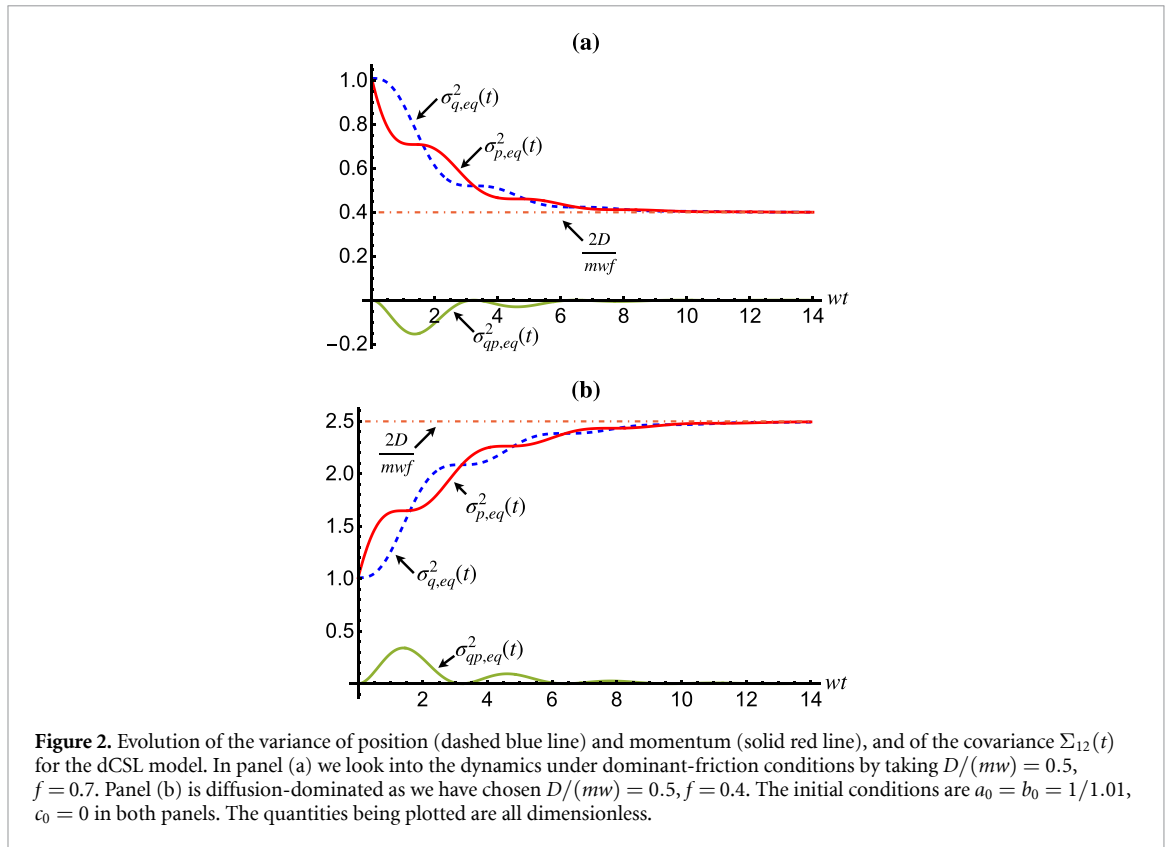 (a)
1.0
σ²q,eq(t)
0.8
σ²p,eq(t)
0.6
0.4
2D/mwf
0.2
wt
2 4 6 8 10 12 14
σ²qp,eq(t)
−0.2
(b)
2.5
2D/mwf
2.0
σ²p,eq(t)
1.5
σ²q,eq(t)
1.0
0.5
σ²qp,eq(t)
wt
2 4 6 8 10 12 14
Figure 2. Evolution of the variance of position (dashed blue line) and momentum (solid red line), and of the covariance Σ₁₂(t)
for the dCSL model. In panel (a) we look into the dynamics under dominant-friction conditions by taking D/(mw) = 0.5,
f = 0.7. Panel (b) is diffusion-dominated as we have chosen D/(mw) = 0.5, f = 0.4. The initial conditions are a₀ = b₀ = 1/1.01,
c₀ = 0 in both panels. The quantities being plotted are all dimensionless.